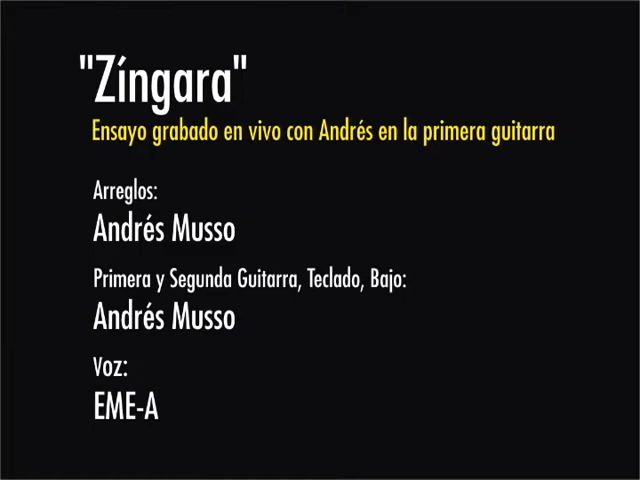 "Zíngara"
Ensayo grabado en vivo con Andrés en la primera guitarra
Arreglos:
Andrés Musso
Primera y Segunda Guitarra, Teclado, Bajo:
Andrés Musso
Voz:
EME-A